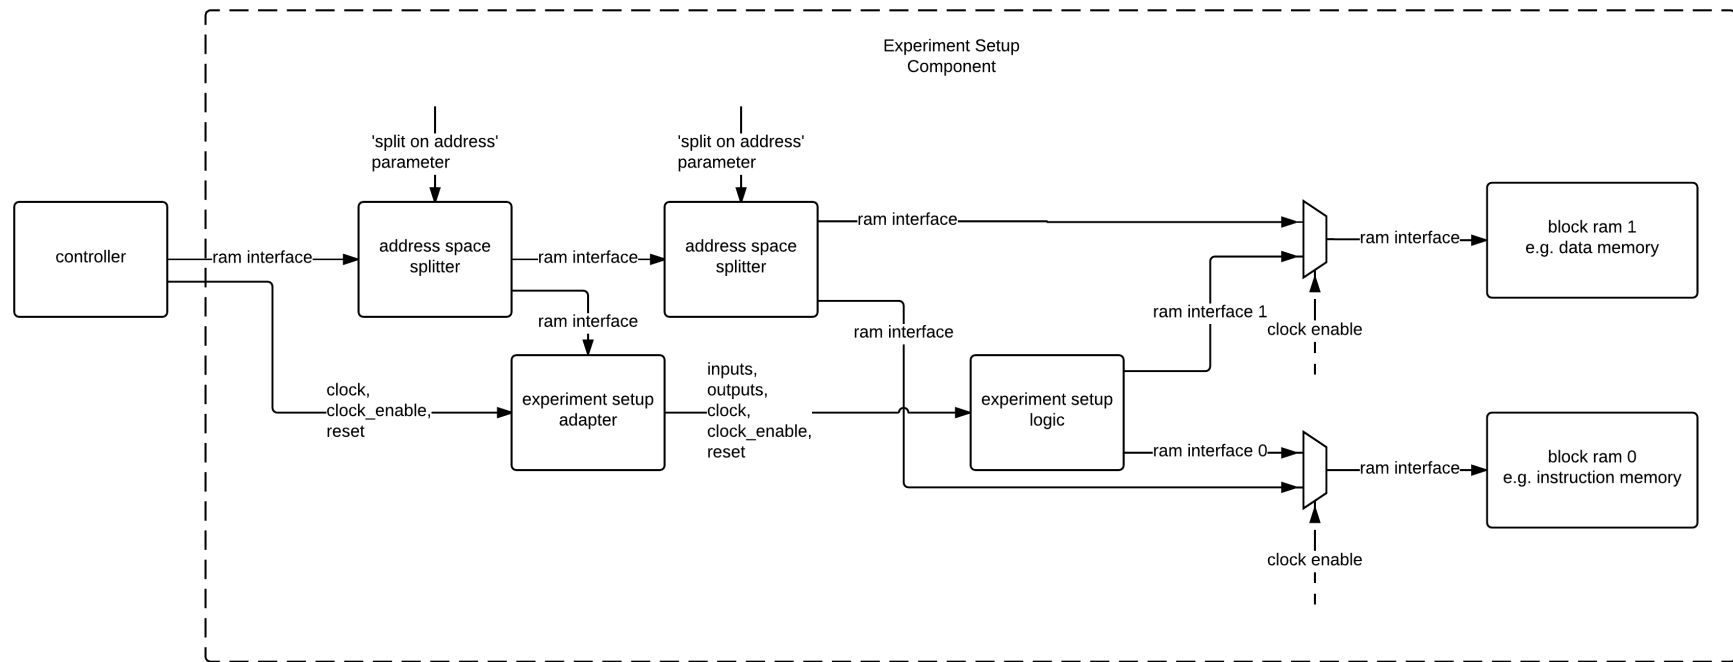 Experiment Setup
Component
'split on address'
parameter
'split on address'
parameter
controller
ram interface
address space
splitter
ram interface
address space
splitter
ram interface
ram interface
block ram 1
e.g. data memory
ram interface
ram interface
ram interface 1
clock enable
clock,
clock_enable,
reset
experiment setup
adapter
inputs,
outputs,
clock,
clock_enable,
reset
experiment setup
logic
ram interface 0
ram interface
block ram 0
e.g. instruction memory
clock enable